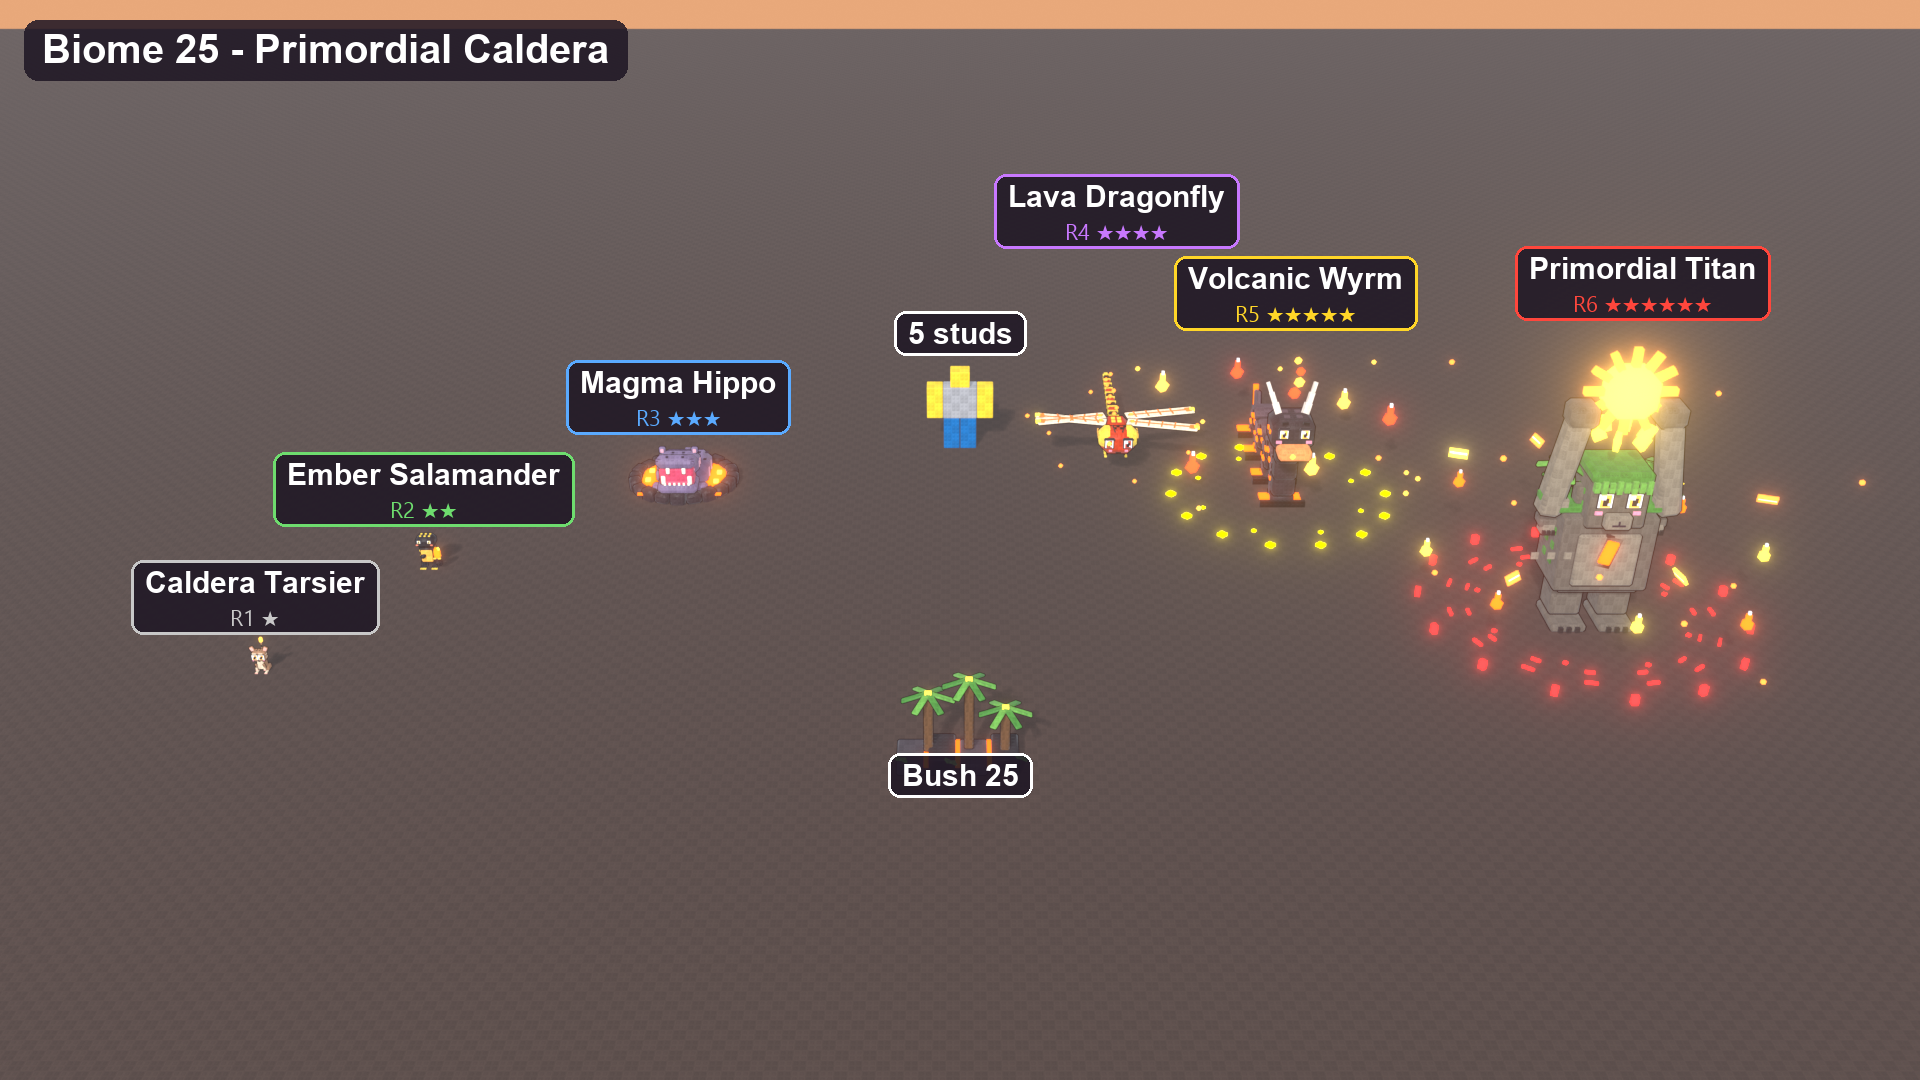 Biome 25 - Primordial Caldera
Lava Dragonfly
R4 ★★★★
Volcanic Wyrm
R5 ★★★★★
Primordial Titan
R6 ★★★★★★
5 studs
Magma Hippo
R3 ★★★
Ember Salamander
R2 ★★
Caldera Tarsier
R1 ★
Bush 25